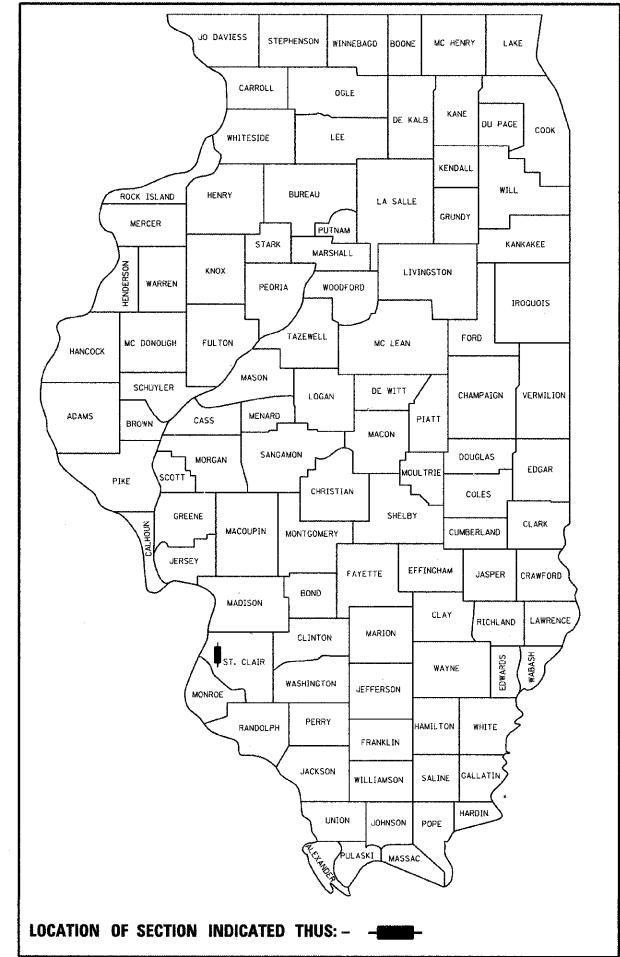 JO DAVIESS STEPHENSON WINNEBAGO BOONE MC HENRY LAKE
CARROLL OGLE DE KALB KANE DU PAGE COOK
WHITESIDE LEE KENDALL WILL
ROCK ISLAND HENRY BUREAU PUTNAM LA SALLE GRUNDY
MERCER STARK MARSHALL KANKAKEE
HENDERSON WARREN KNOX PEORIA WOODFORD LIVINGSTON IROQUOIS
HANCOCK MC DONOUGH FULTON TAZEWELL MC LEAN FORD
SCHUYLER MASON LOGAN DE WITT CHAMPAIGN VERMILION
ADAMS BROWN CASS MENARD MACON PIATT
PIKE SCOTT MORGAN SANGAMON CHRISTIAN MOULTRIE DOUGLAS EDGAR
COLES
CALHOUN GREENE MACOUPIN MONTGOMERY SHELBY CUMBERLAND CLARK
JERSEY FAYETTE EFFINGHAM JASPER CRAWFORD
MADISON BOND CLAY RICHLAND LAWRENCE
ST. CLAIR CLINTON MARION WAYNE EDWARDS WABASH
MONROE WASHINGTON JEFFERSON
RANDOLPH PERRY FRANKLIN HAMILTON WHITE
JACKSON WILLIAMSON SALINE GALLATIN
UNION JOHNSON POPE HARDIN
ALEXANDER PULASKI MASSAC
LOCATION OF SECTION INDICATED THUS: -